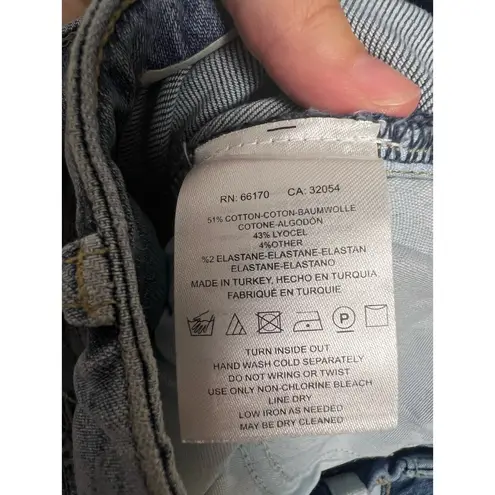 RN: 66170 CA: 32054
51% COTTON-COTON-BAUMWOLLE
COTONE-ALGODÓN
43% LYOCEL
4%OTHER
%2 ELASTANE-ELASTANE-ELASTAN
ELASTANE-ELASTANO
MADE IN TURKEY, HECHO EN TURQUIA
FABRIQUÉ EN TURQUIE
P
TURN INSIDE OUT
HAND WASH COLD SEPARATELY
DO NOT WRING OR TWIST
USE ONLY NON-CHLORINE BLEACH
LINE DRY
LOW IRON AS NEEDED
MAY BE DRY CLEANED